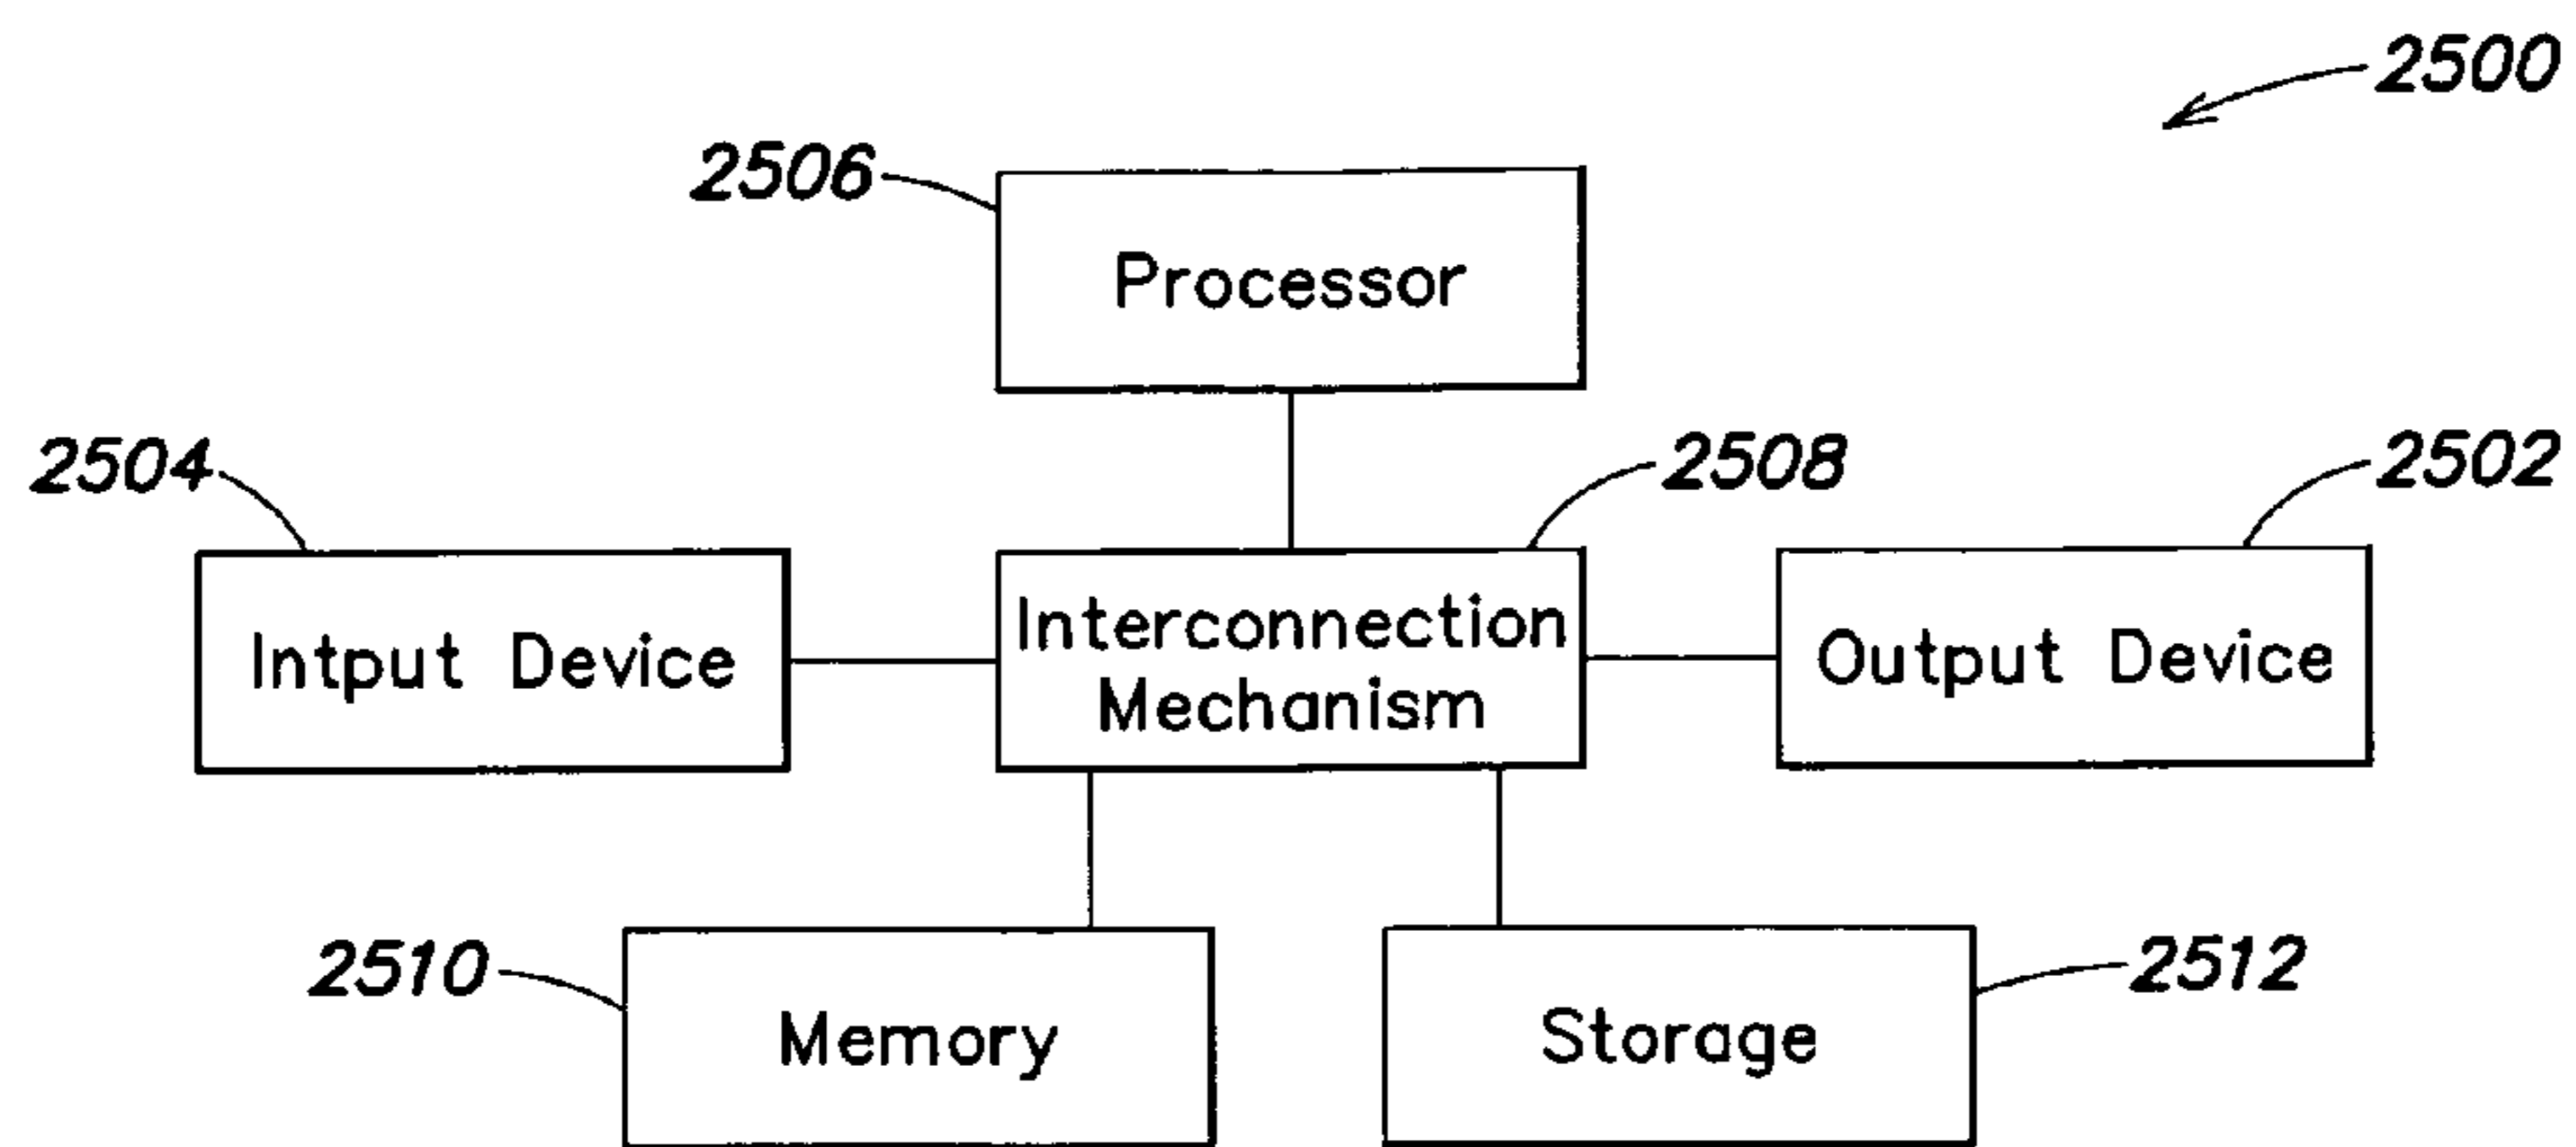 2500
2506
Processor
2504
2508
2502
Intput Device
Interconnection
Mechanism
Output Device
2510
2512
Memory
Storage